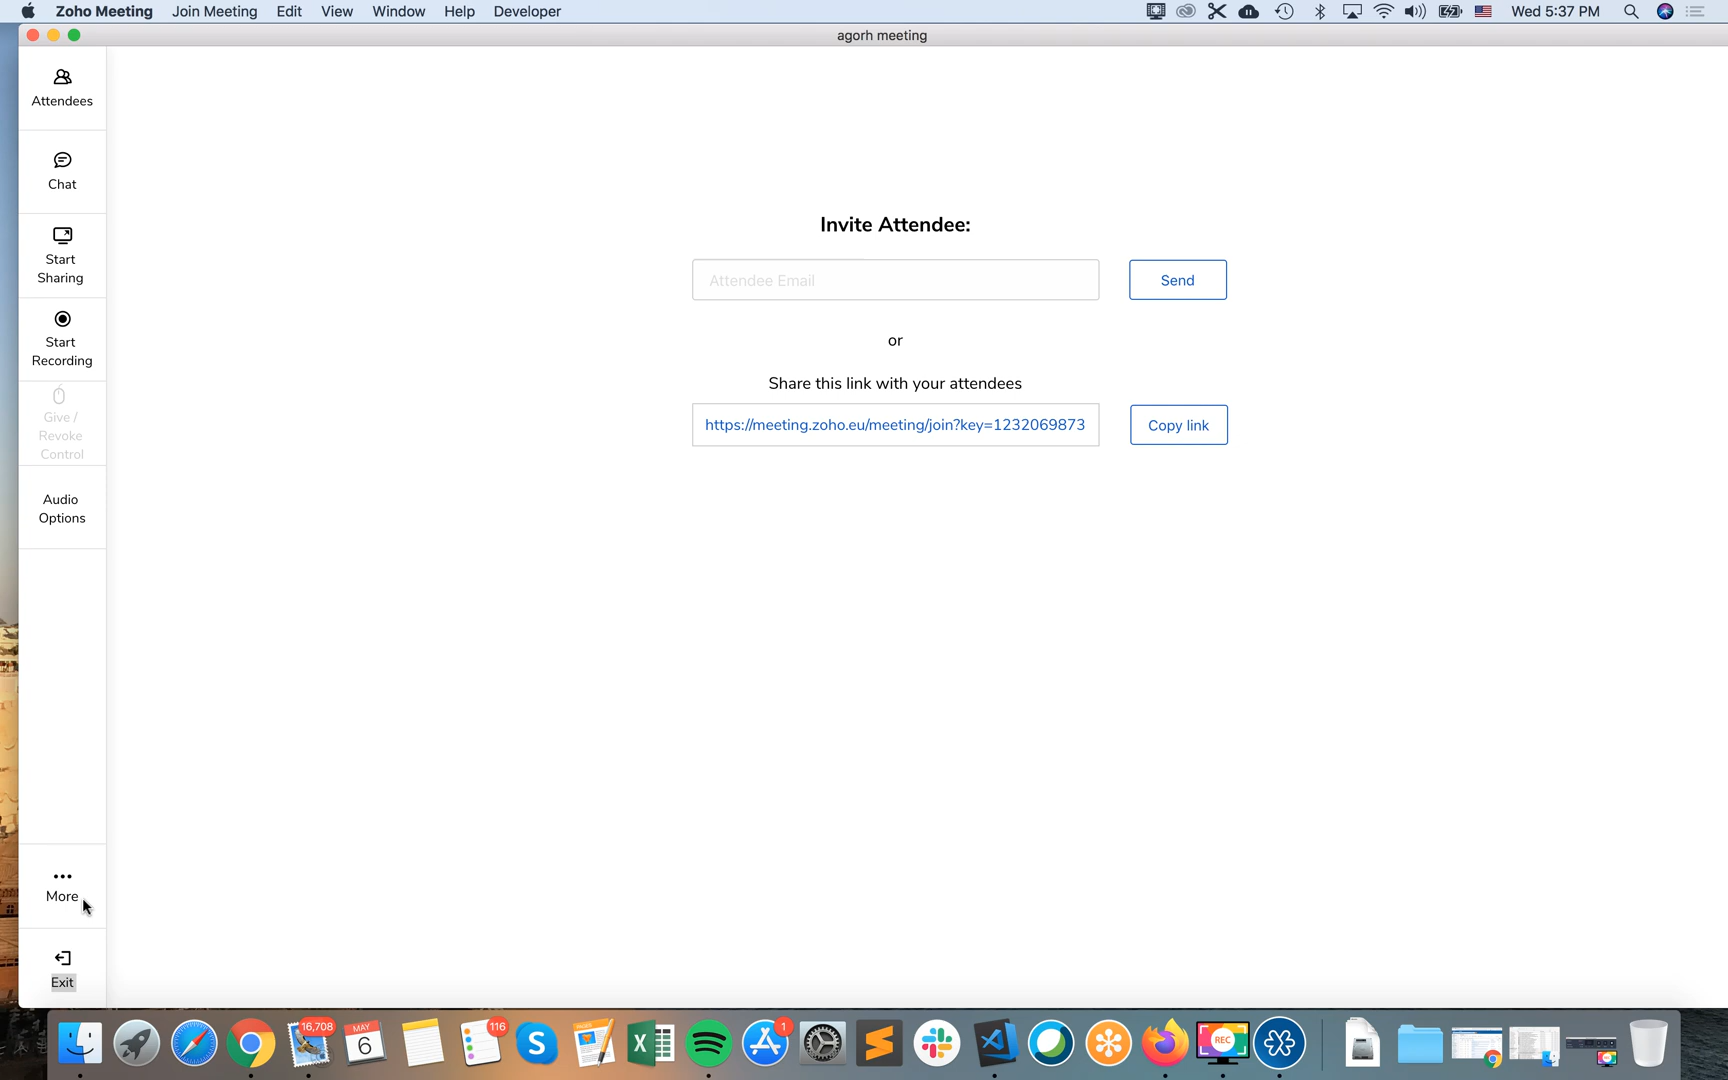 Zoho Meeting Join Meeting Edit View Window Help Developer Wed 5:37 PM
agorh meeting
Attendees
Chat
Start
Sharing
Start
Recording
Give /
Revoke
Control
Audio
Options
More
Exit
Invite Attendee:
Attendee Email Send
or
Share this link with your attendees
https://meeting.zoho.eu/meeting/join?key=1232069873 Copy link
16,708 MAY 6 116 S PAGES X 1 S REC